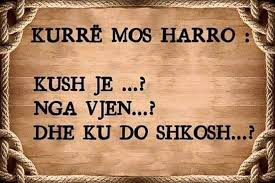 KURRË MOS HARRO :
KUSH JE ...?
NGA VJEN...?
DHE KU DO SHKOSH...?